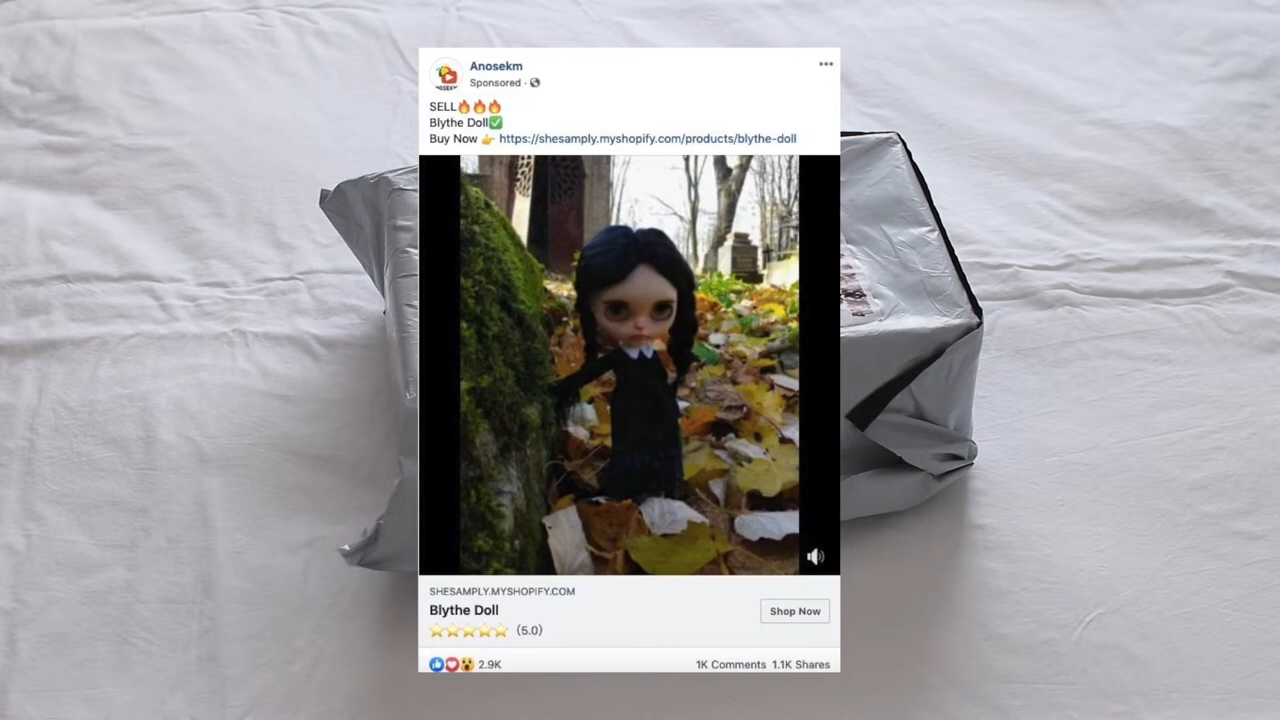 Anosekm
Sponsored ·
SELL🔥🔥🔥
Blythe Doll✅
Buy Now 👉 https://shesamply.myshopify.com/products/blythe-doll
SHESAMPLY.MYSHOPIFY.COM
Blythe Doll
Shop Now
⭐⭐⭐⭐⭐ (5.0)
2.9K
1K Comments 1.1K Shares